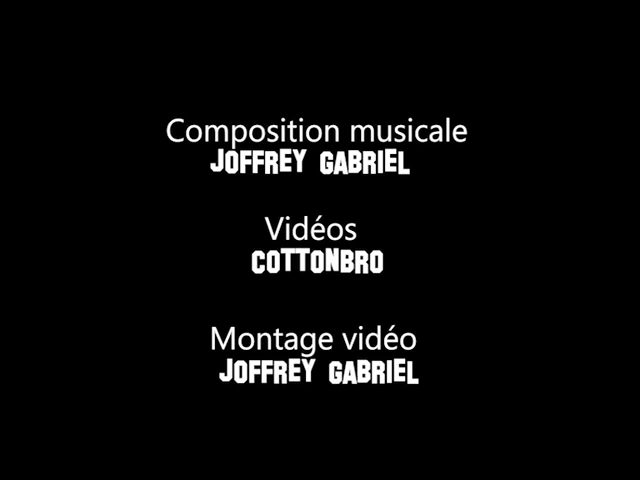 Composition musicale
JOFFREY GABRIEL
Vidéos
COTTONBRO
Montage vidéo
JOFFREY GABRIEL